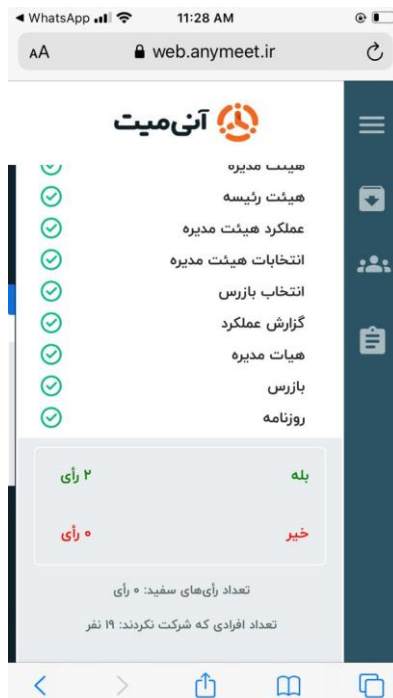 WhatsApp
11:28 AM
AA
web.anymeet.ir
آنی‌میت
هیئت مدیره
هیئت رئیسه
عملکرد هیئت مدیره
انتخابات هیئت مدیره
انتخاب بازرس
گزارش عملکرد
هیات مدیره
بازرس
روزنامه
بله
۲ رأی
خیر
۰ رأی
تعداد رأی‌های سفید: ۰ رأی
تعداد افرادی که شرکت نکردند: ۱۹ نفر